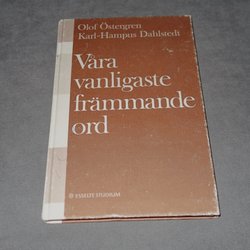 Olof Östergren
Karl-Hampus Dahlstedt
Våra
vanligaste
främmande
ord
ESSELTE STUDIUM